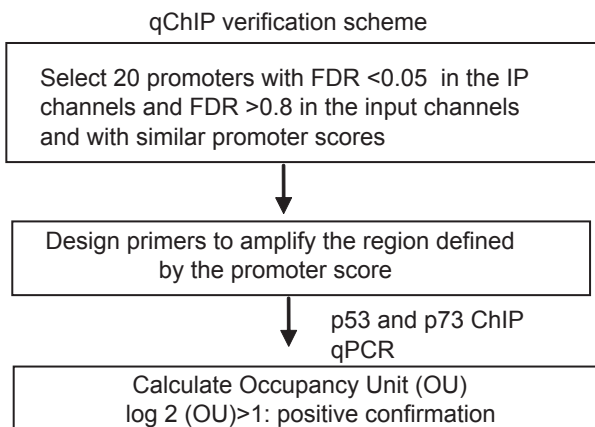 qChIP verification scheme
Select 20 promoters with FDR <0.05 in the IP
channels and FDR >0.8 in the input channels
and with similar promoter scores
Design primers to amplify the region defined
by the promoter score
p53 and p73 ChIP
qPCR
Calculate Occupancy Unit (OU)
log 2 (OU)>1: positive confirmation